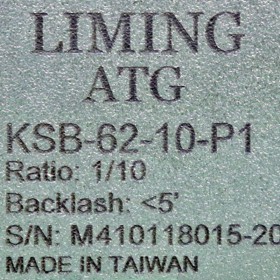 LIMING
ATG
KSB-62-10-P1
Ratio: 1/10
Backlash: <5'
S/N: M410118015-20
MADE IN TAIWAN